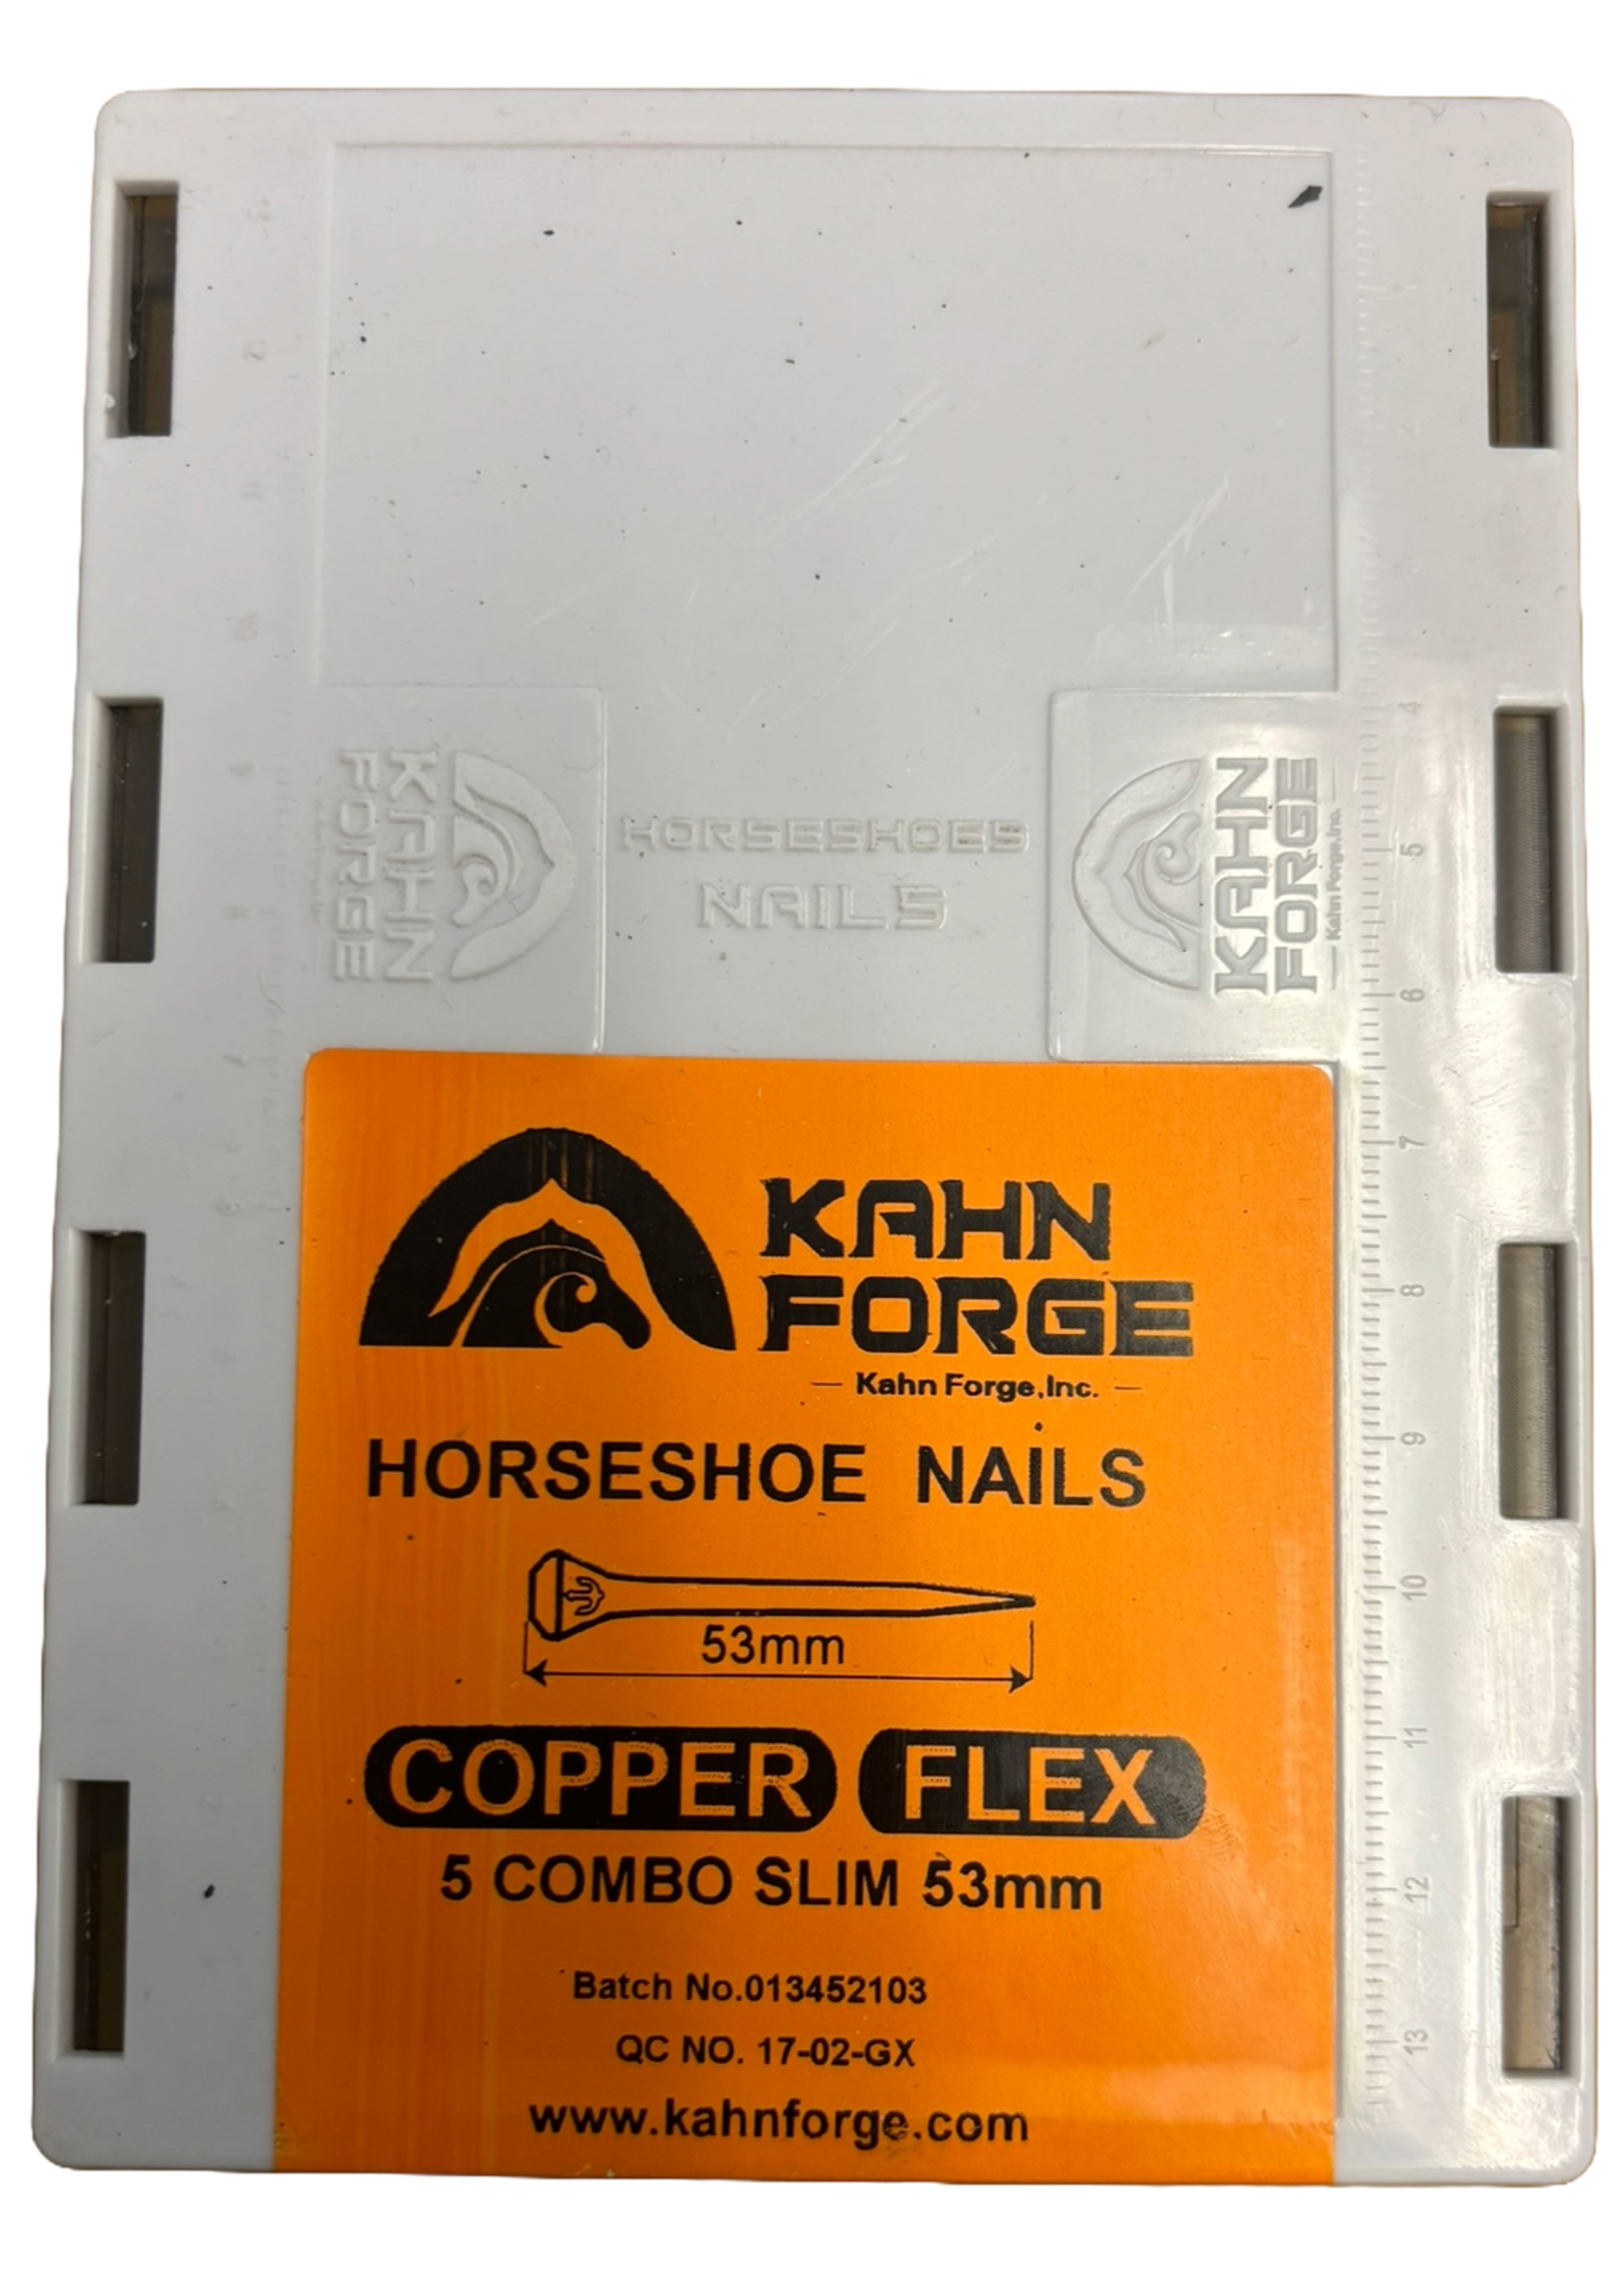 KAHN
FORGE
HORSESHOES
NAILS
KAHN
FORGE
Kahn Forge,Inc.
4
5
6
7
8
9
10
11
12
13
KAHN
FORGE
Kahn Forge,Inc.
HORSESHOE NAILS
53mm
COPPER FLEX
5 COMBO SLIM 53mm
Batch No.013452103
QC NO. 17-02-GX
www.kahnforge.com